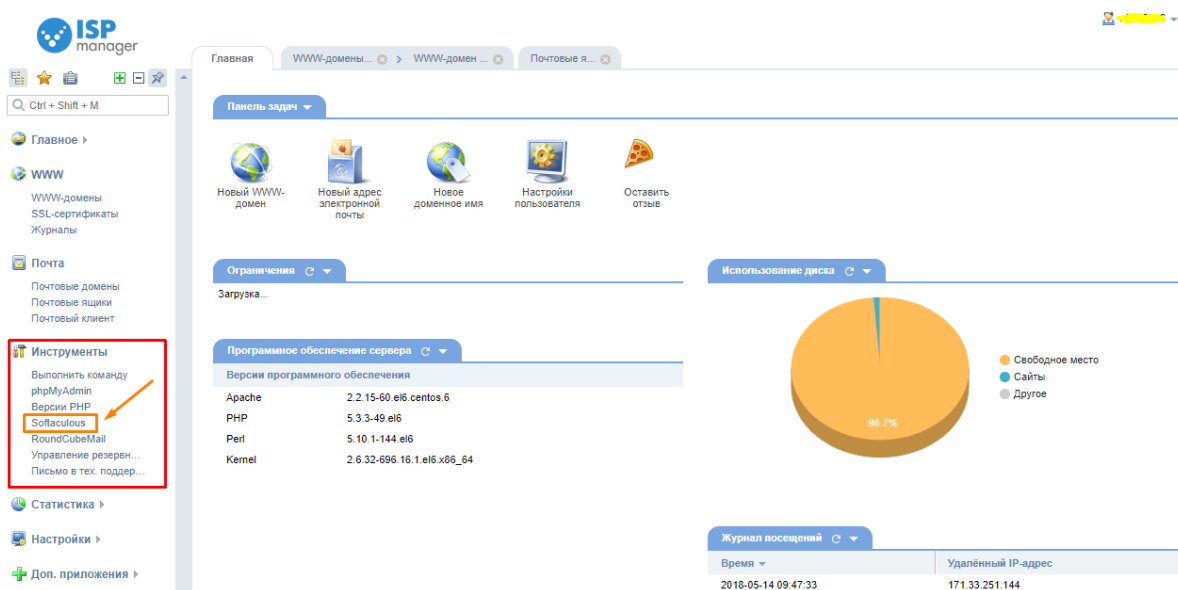 ISP
manager
Главная
WWW-домены...
WWW-домен ...
Почтовые я...
Ctrl + Shift + M
Главное
WWW
WWW-домены
SSL-сертификаты
Журналы
Почта
Почтовые домены
Почтовые ящики
Почтовый клиент
Инструменты
Выполнить команду
phpMyAdmin
Версии PHP
Softaculous
RoundCubeMail
Управление резервн...
Письмо в тех. поддер...
Статистика
Настройки
Доп. приложения
Панель задач
Новый WWW-
домен
Новый адрес
электронной
почты
Новое
доменное имя
Настройки
пользователя
Оставить
отзыв
Ограничения
Загрузка...
Программное обеспечение сервера
Версии программного обеспечения
Apache 2.2.15-60.el6.centos.6
PHP 5.3.3-49.el6
Perl 5.10.1-144.el6
Kernel 2.6.32-696.16.1.el6.x86_64
Использование диска
98,7%
Свободное место
Сайты
Другое
Журнал посещений
Время Удалённый IP-адрес
2018-05-14 09:47:33 171.33.251.144